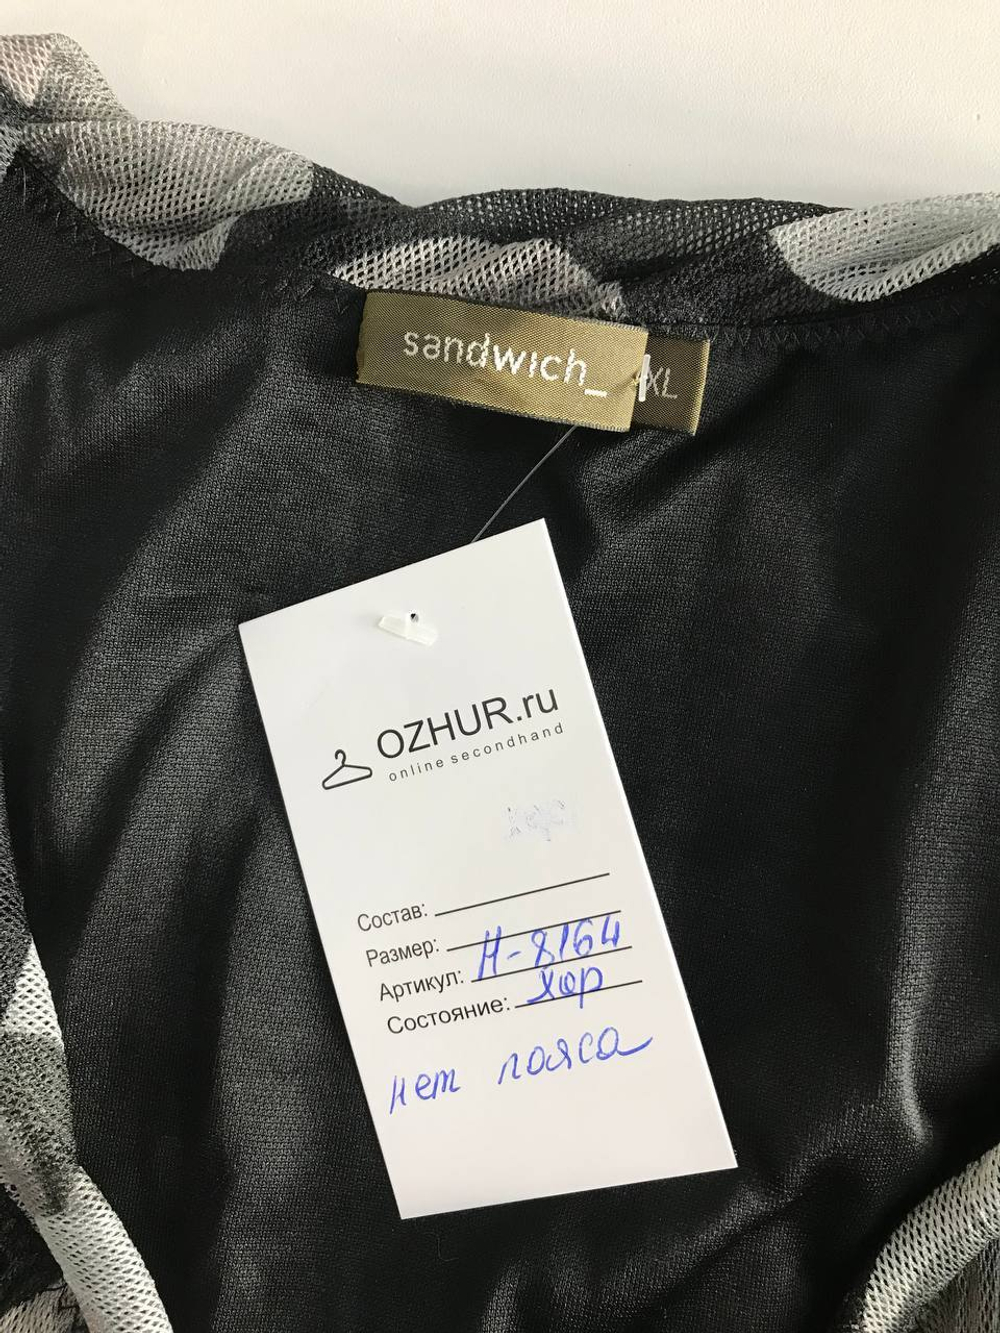 sandwich_
XL
OZHUR.ru
online secondhand
Состав:
Размер:
Артикул: Н-8164
Состояние: хор
нет пояса